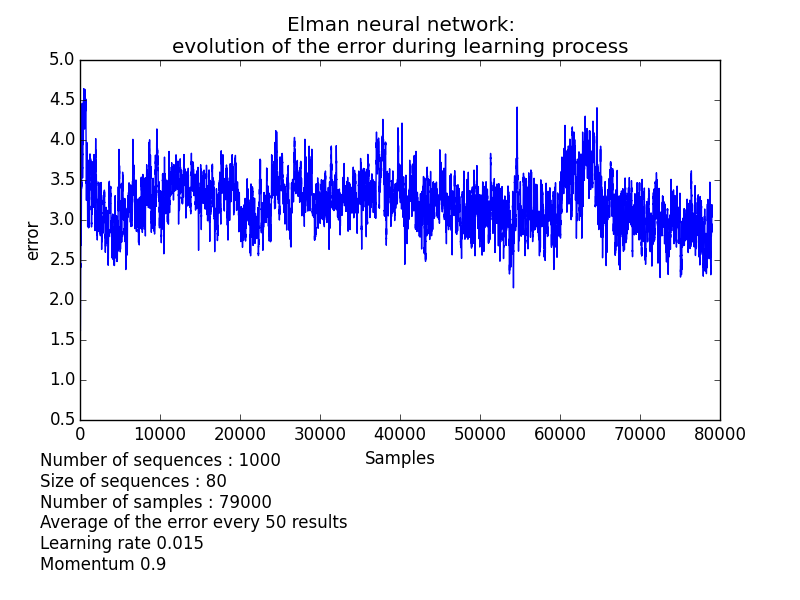 Elman neural network:
evolution of the error during learning process
5.0
4.5
4.0
3.5
3.0
2.5
2.0
1.5
1.0
0.5
error
0 10000 20000 30000 40000 50000 60000 70000 80000
Samples
Number of sequences : 1000
Size of sequences : 80
Number of samples : 79000
Average of the error every 50 results
Learning rate 0.015
Momentum 0.9